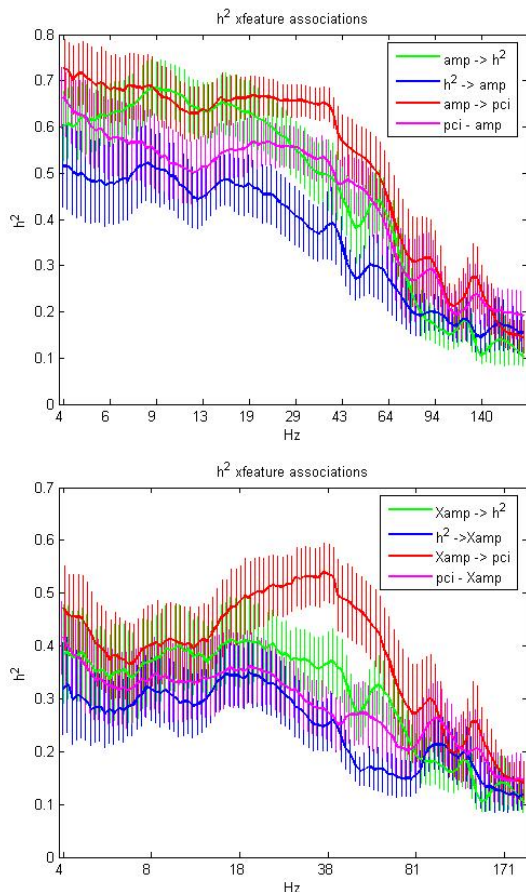 h² xfeature associations
0.8
0.7
0.6
0.5
0.4
0.3
0.2
0.1
0
h²
amp -> h²
h² -> amp
amp -> pci
pci - amp
4 6 9 13 19 29 43 64 94 140
Hz
h² xfeature associations
0.7
0.6
0.5
0.4
0.3
0.2
0.1
0
h²
Xamp -> h²
h² ->Xamp
Xamp -> pci
pci - Xamp
4 8 18 38 81 171
Hz